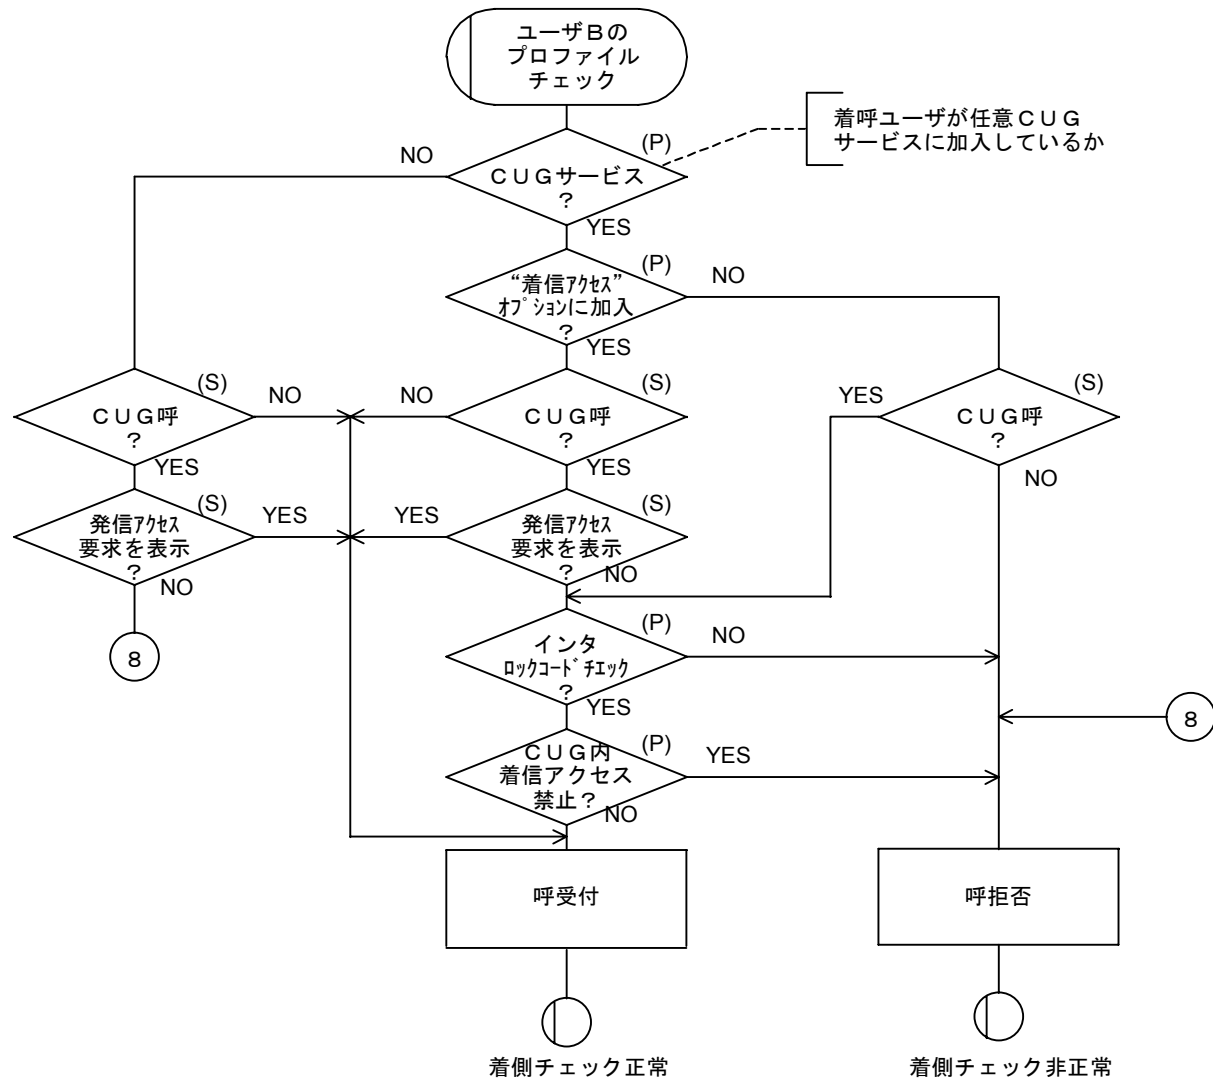 ユーザBの
プロファイル
チェック
着呼ユーザが任意CUG
サービスに加入しているか
(P)
NO
CUGサービス
?
YES
(P)
NO
“着信アクセス”
オプションに加入
?
YES
(S)
NO
CUG呼
?
YES
NO
(S)
CUG呼
?
YES
YES
(S)
CUG呼
?
NO
(S)
YES
発信アクセス
要求を表示
?
NO
8
YES
(S)
発信アクセス
要求を表示
?
NO
(P)
NO
インタ
ロックコードチェック
?
YES
8
(P)
YES
CUG内
着信アクセス
禁止?
NO
呼受付
呼拒否
着側チェック正常
着側チェック非正常